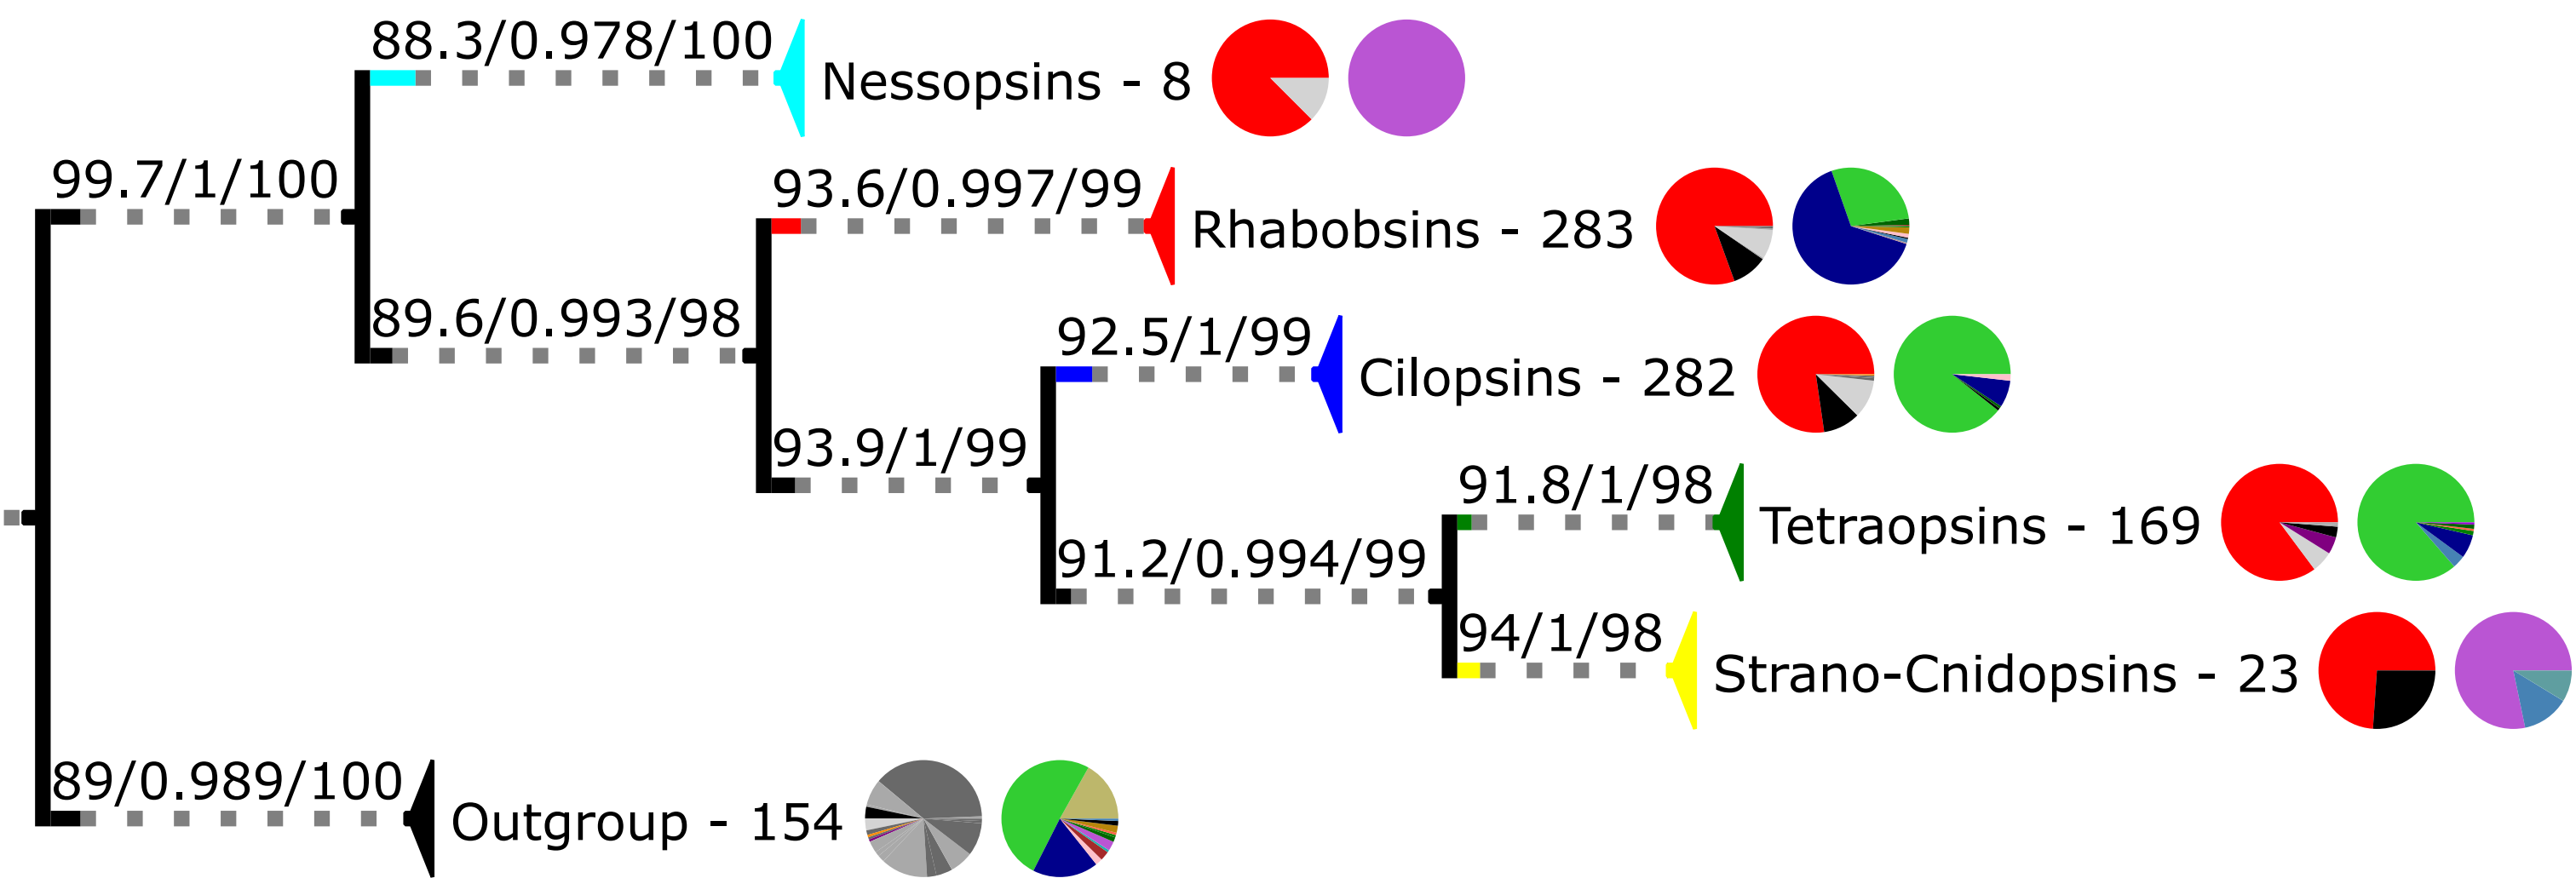 88.3/0.978/100
Nessopsins - 8
99.7/1/100
93.6/0.997/99
Rhabobsins - 283
89.6/0.993/98
92.5/1/99
Cilopsins - 282
93.9/1/99
91.8/1/98
Tetraopsins - 169
91.2/0.994/99
94/1/98
Strano-Cnidopsins - 23
89/0.989/100
Outgroup - 154